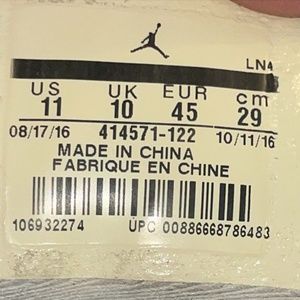 LN4
US UK EUR cm
11 10 45 29
08/17/16 414571-122 10/11/16
MADE IN CHINA
FABRIQUE EN CHINE
106932274 UPC 00886668786483